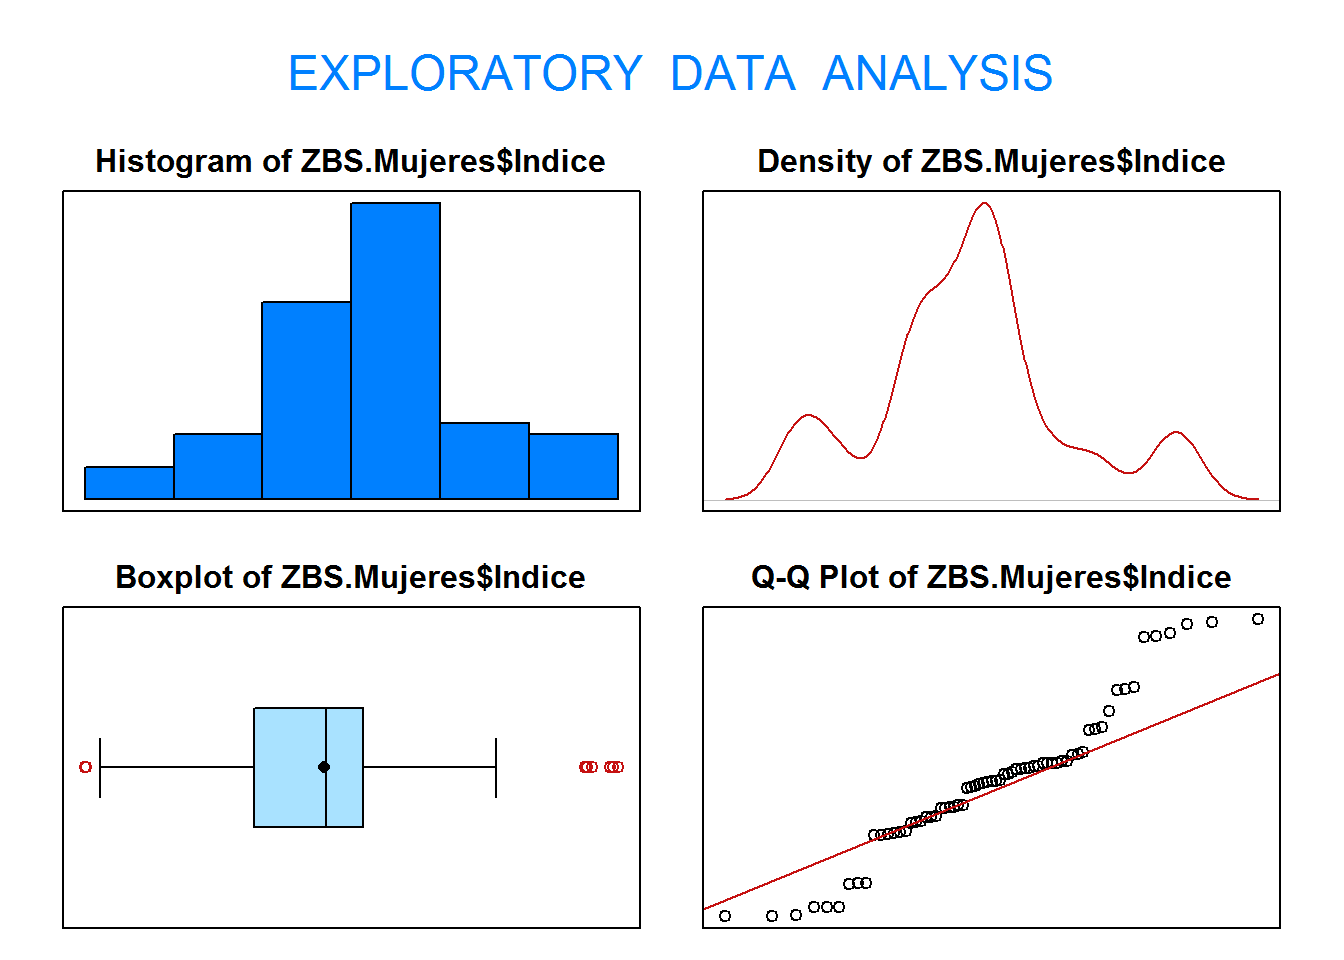 EXPLORATORY DATA ANALYSIS
Histogram of ZBS.Mujeres$Indice
Density of ZBS.Mujeres$Indice
Boxplot of ZBS.Mujeres$Indice
Q-Q Plot of ZBS.Mujeres$Indice